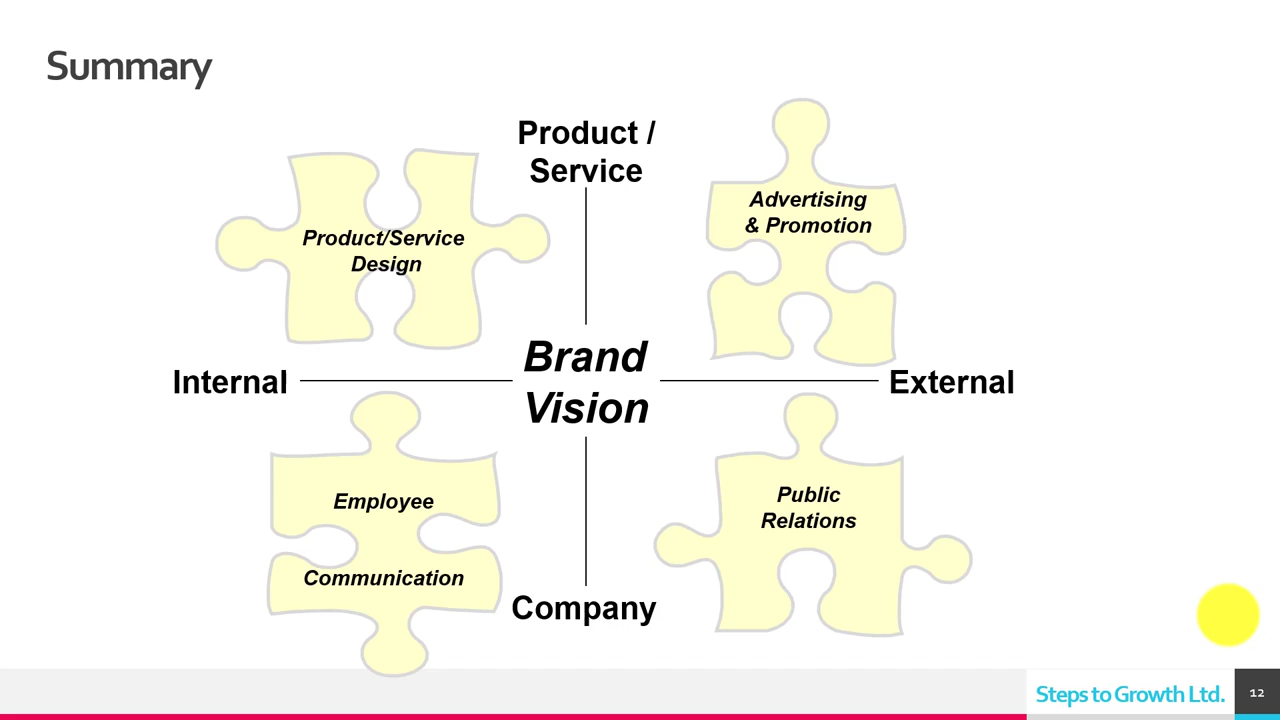 Summary
Product /
Service
Advertising
& Promotion
Product/Service
Design
Brand
Vision
Internal
External
Employee
Communication
Public
Relations
Company
Steps to Growth Ltd.
12